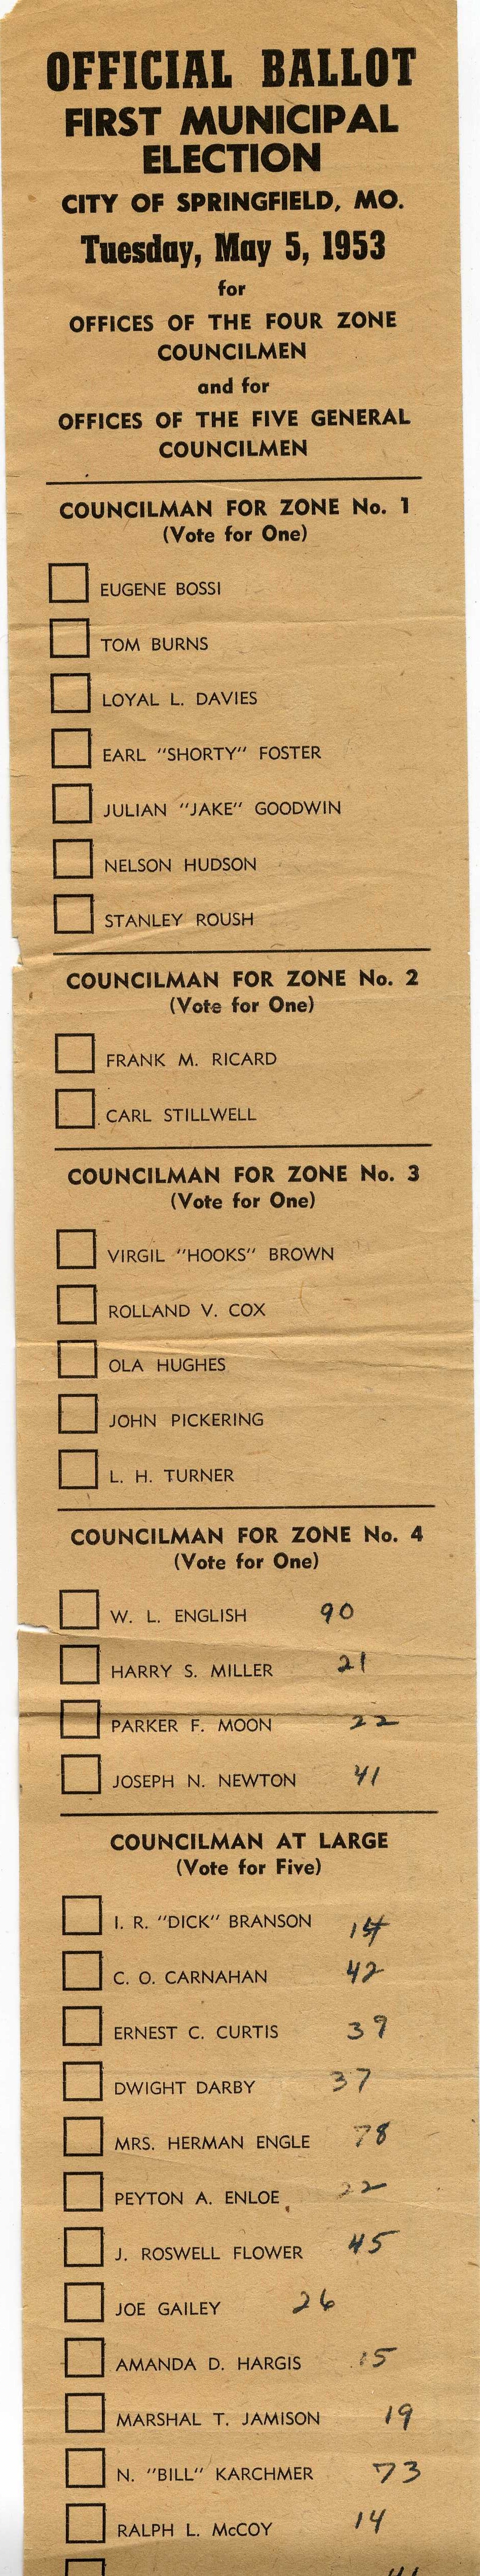 OFFICIAL BALLOT
FIRST MUNICIPAL
ELECTION
CITY OF SPRINGFIELD, MO.
Tuesday, May 5, 1953
for
OFFICES OF THE FOUR ZONE
COUNCILMEN
and for
OFFICES OF THE FIVE GENERAL
COUNCILMEN
COUNCILMAN FOR ZONE No. 1
(Vote for One)
EUGENE BOSSI
TOM BURNS
LOYAL L. DAVIES
EARL "SHORTY" FOSTER
JULIAN "JAKE" GOODWIN
NELSON HUDSON
STANLEY ROUSH
COUNCILMAN FOR ZONE No. 2
(Vote for One)
FRANK M. RICARD
CARL STILLWELL
COUNCILMAN FOR ZONE No. 3
(Vote for One)
VIRGIL "HOOKS" BROWN
ROLLAND V. COX
OLA HUGHES
JOHN PICKERING
L. H. TURNER
COUNCILMAN FOR ZONE No. 4
(Vote for One)
W. L. ENGLISH 90
HARRY S. MILLER 21
PARKER F. MOON 22
JOSEPH N. NEWTON 41
COUNCILMAN AT LARGE
(Vote for Five)
I. R. "DICK" BRANSON
C. O. CARNAHAN 42
ERNEST C. CURTIS 39
DWIGHT DARBY 37
MRS. HERMAN ENGLE 78
PEYTON A. ENLOE 22
J. ROSWELL FLOWER 45
JOE GAILEY 26
AMANDA D. HARGIS 15
MARSHAL T. JAMISON 19
N. "BILL" KARCHMER 73
RALPH L. McCOY 14